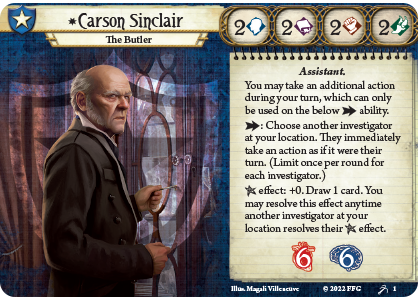 Carson Sinclair
The Butler
2 2 2 2
Assistant.
You may take an additional action
during your turn, which can only
be used on the below ability.
: Choose another investigator
at your location. They immediately
take an action as if it were their
turn. (Limit once per round for
each investigator.)
effect: +0. Draw 1 card. You
may resolve this effect anytime
another investigator at your
location resolves their effect.
6 6
Illus. Magali Villeneuve © 2022 FFG 1